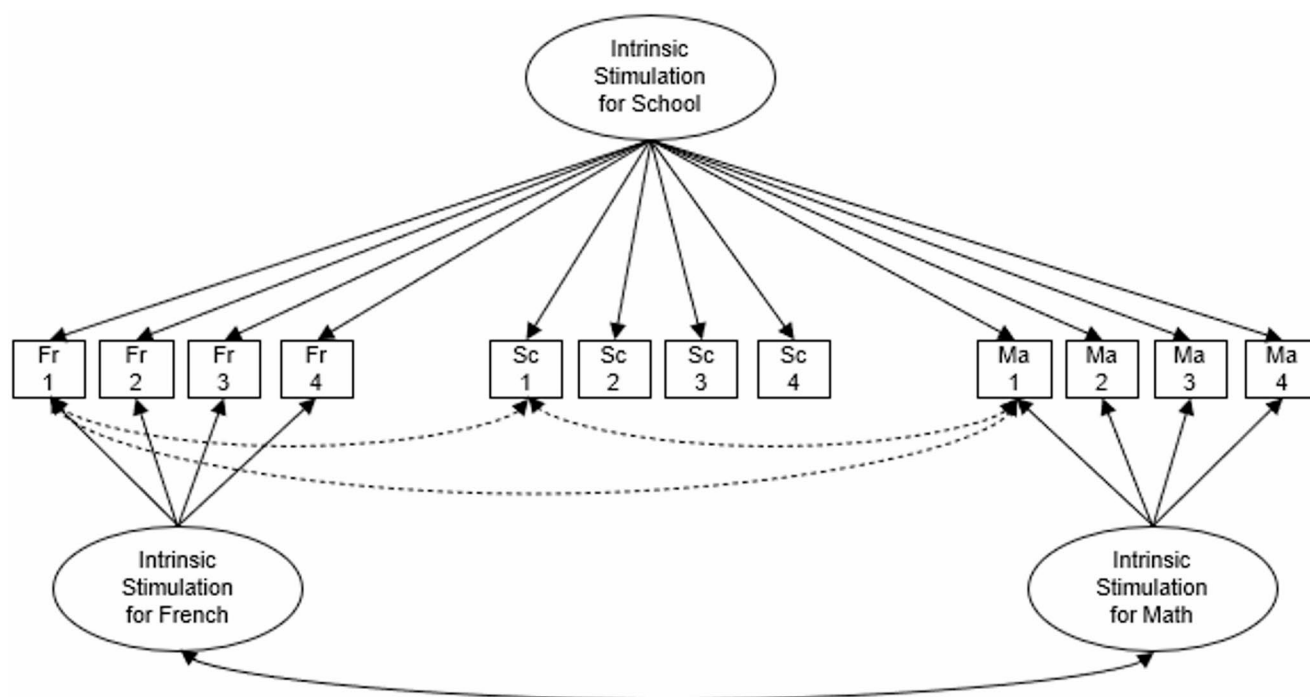 Intrinsic
Stimulation
for School
Fr
1
Fr
2
Fr
3
Fr
4
Sc
1
Sc
2
Sc
3
Sc
4
Ma
1
Ma
2
Ma
3
Ma
4
Intrinsic
Stimulation
for French
Intrinsic
Stimulation
for Math